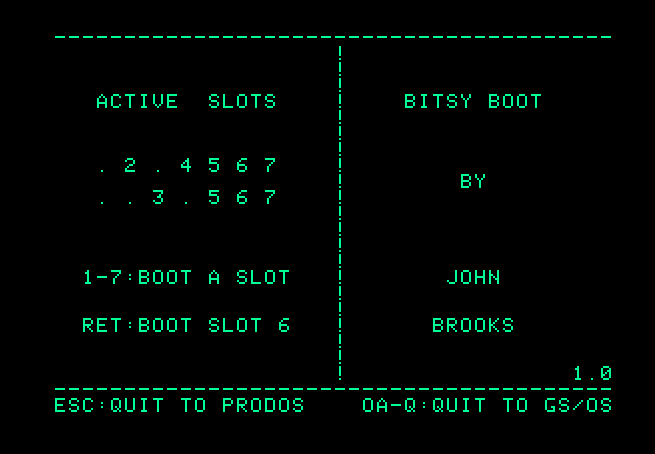 ACTIVE SLOTS
. 2 . 4 5 6 7
. . 3 . 5 6 7
1-7:BOOT A SLOT
RET:BOOT SLOT 6
BITSY BOOT
BY
JOHN
BROOKS
1.0
ESC:QUIT TO PRODOS
OA-Q:QUIT TO GS/OS